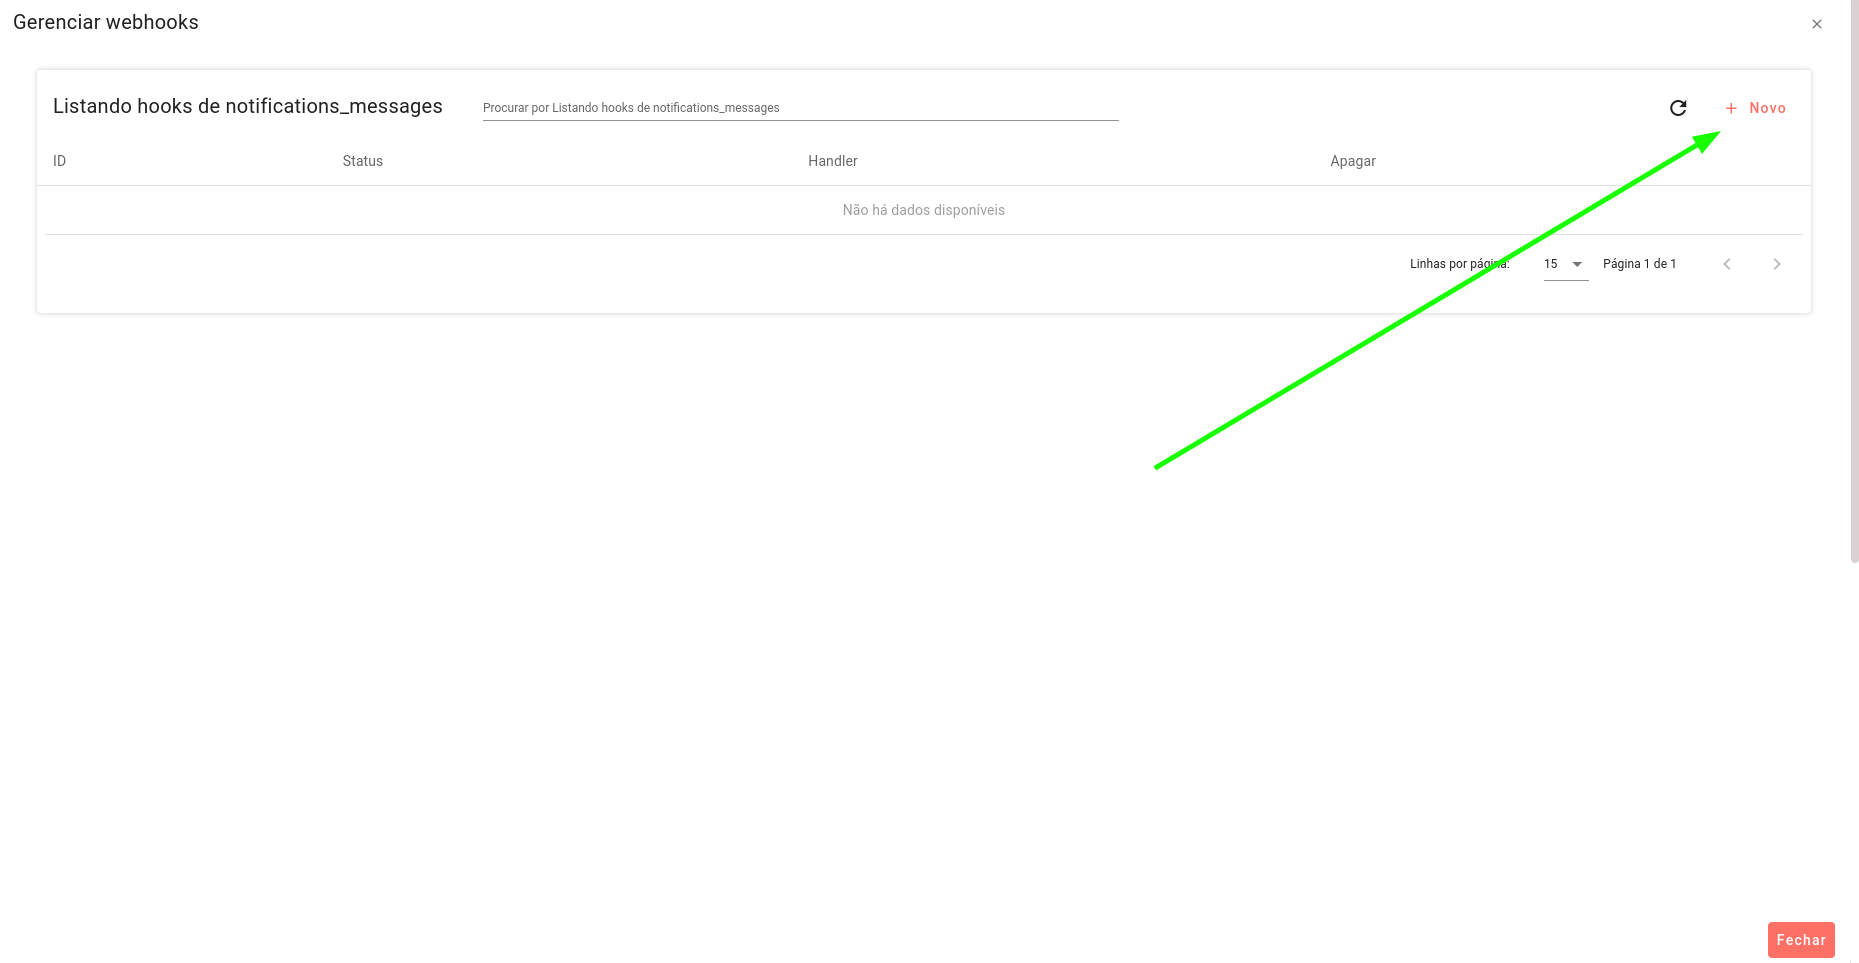 Gerenciar webhooks
Listando hooks de notifications_messages
Procurar por Listando hooks de notifications_messages
Novo
ID Status Handler Apagar
Não há dados disponíveis
Linhas por página: 15 Página 1 de 1
Fechar